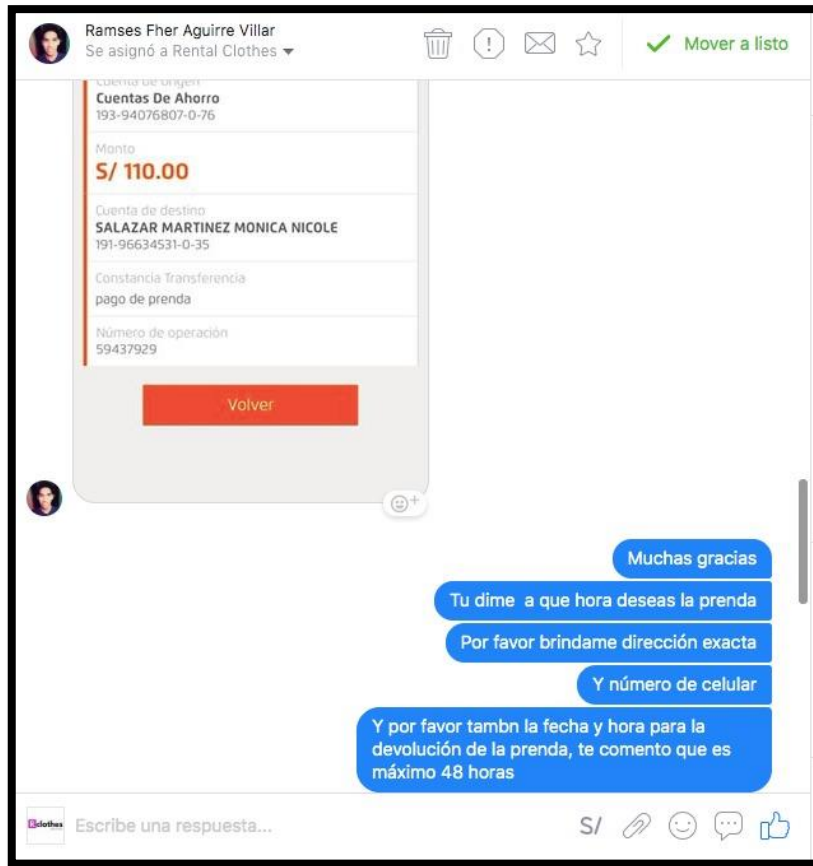 Ramses Fher Aguirre Villar
Se asignó a Rental Clothes
Mover a listo
Cuenta de origen
Cuentas De Ahorro
193-94076807-0-76
Monto
S/ 110.00
Cuenta de destino
SALAZAR MARTINEZ MONICA NICOLE
191-96634531-0-35
Constancia Transferencia
pago de prenda
Número de operación
59437929
Volver
Muchas gracias
Tu dime a que hora deseas la prenda
Por favor brindame dirección exacta
Y número de celular
Y por favor tambn la fecha y hora para la
devolución de la prenda, te comento que es
máximo 48 horas
Escribe una respuesta...
S/